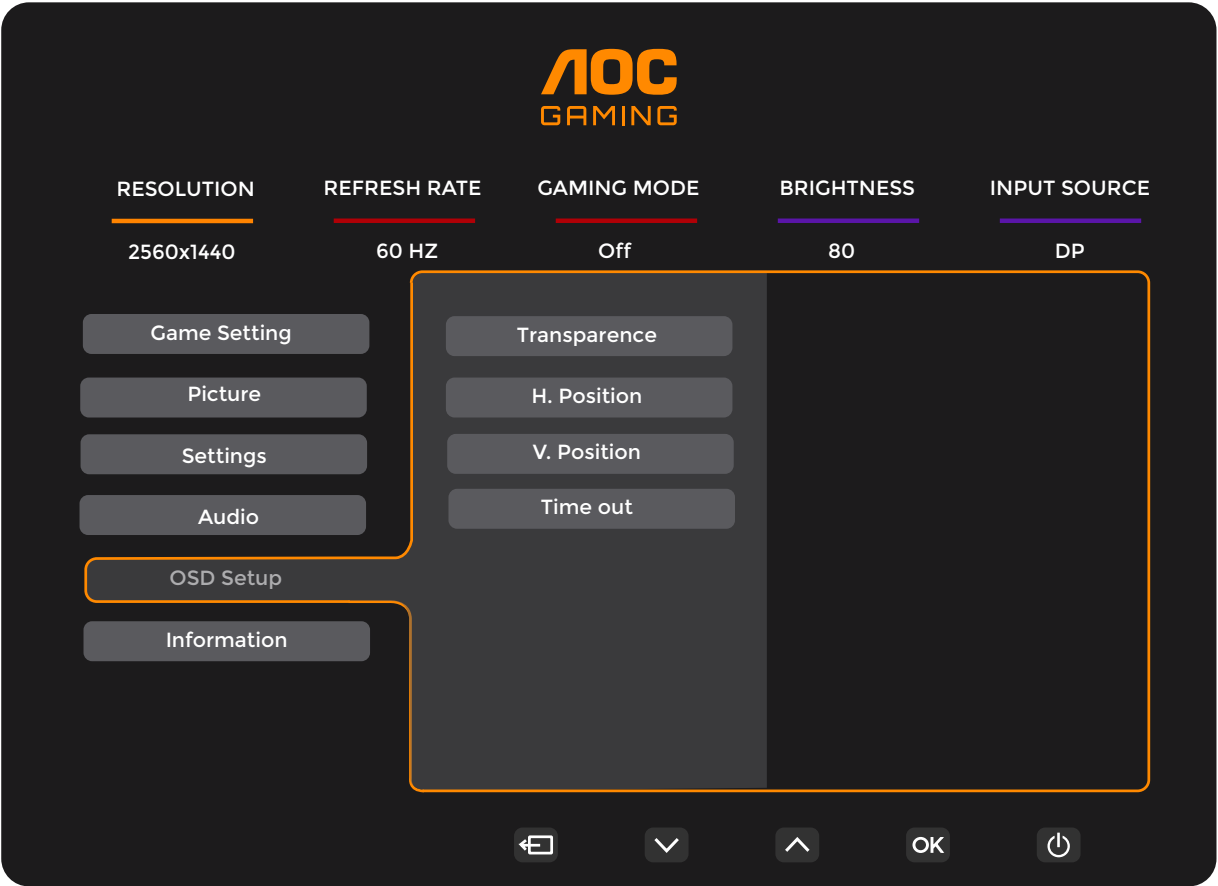 AOC
GAMING
RESOLUTION REFRESH RATE GAMING MODE BRIGHTNESS INPUT SOURCE
2560x1440 60 HZ Off 80 DP
Game Setting
Picture
Settings
Audio
OSD Setup
Information
Transparence
H. Position
V. Position
Time out
OK